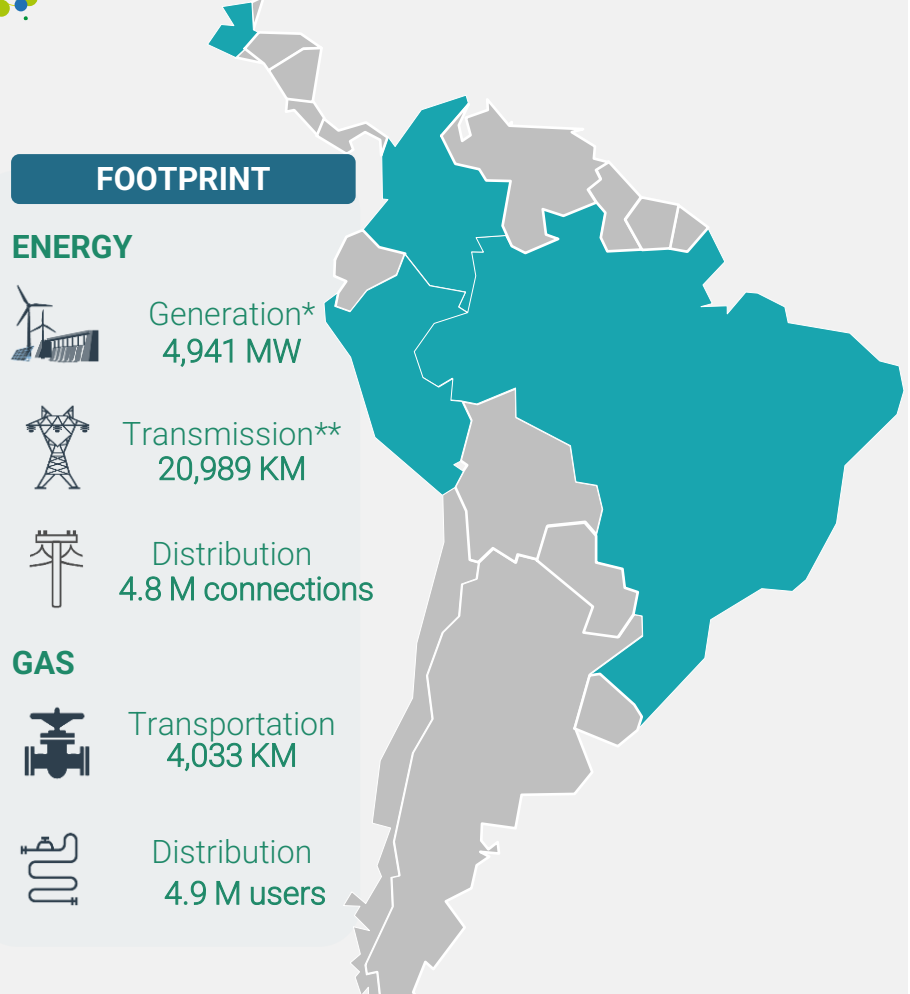 FOOTPRINT
ENERGY
Generation*
4,941 MW
Transmission**
20,989 KM
Distribution
4.8 M connections
GAS
Transportation
4,033 KM
Distribution
4.9 M users